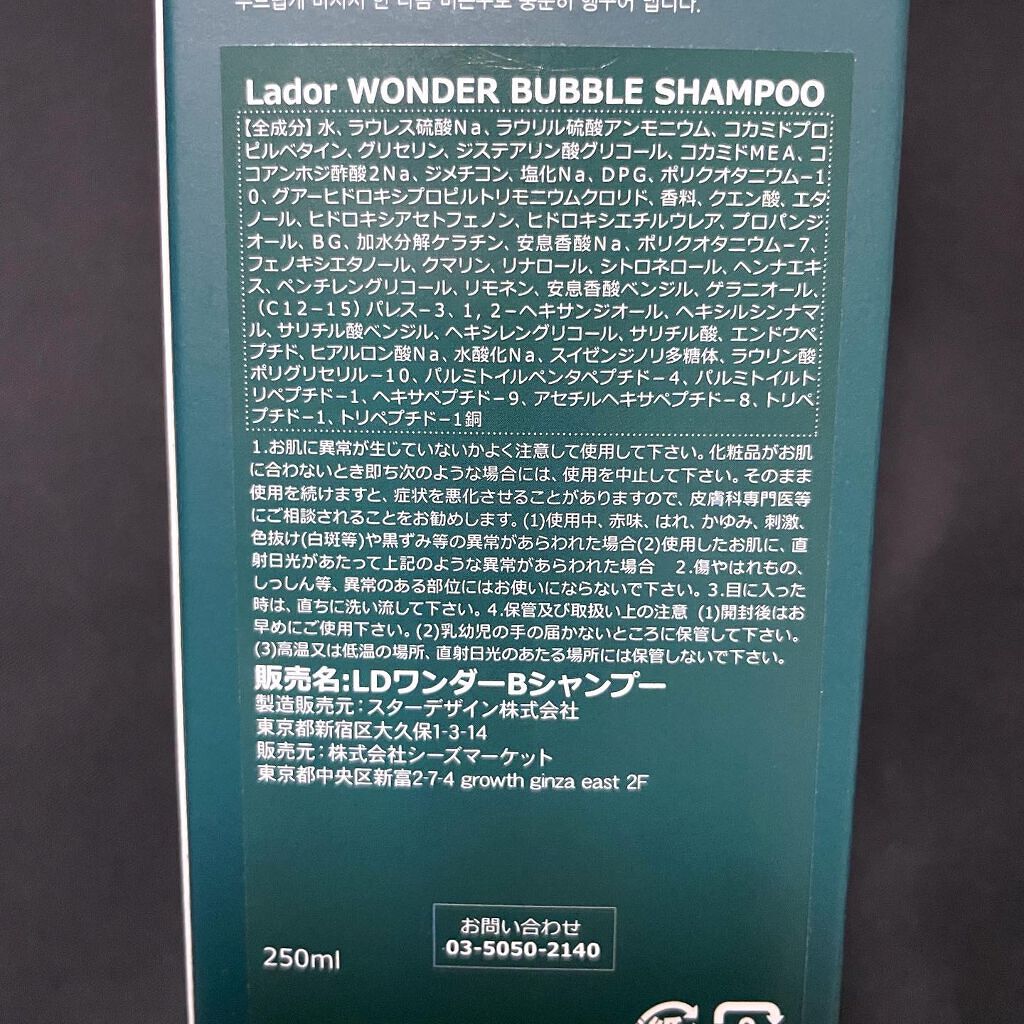 부드럽게 마사지 한 다음 미온수로 충분히 헹구어 냅니다.
Lador WONDER BUBBLE SHAMPOO
【全成分】水、ラウレス硫酸Na、ラウリル硫酸アンモニウム、コカミドプロ
ピルベタイン、グリセリン、ジステアリン酸グリコール、コカミドMEA、コ
コアンホジ酢酸2Na、ジメチコン、塩化Na、DPG、ポリクオタニウム-1
0、グアーヒドロキシプロピルトリモニウムクロリド、香料、クエン酸、エタ
ノール、ヒドロキシアセトフェノン、ヒドロキシエチルウレア、プロパンジ
オール、BG、加水分解ケラチン、安息香酸Na、ポリクオタニウム-7、
フェノキシエタノール、クマリン、リナロール、シトロネロール、ヘンナエキ
ス、ペンチレングリコール、リモネン、安息香酸ベンジル、ゲラニオール、
（C12-15）パレス-3、1,2-ヘキサンジオール、ヘキシルシンナマ
ル、サリチル酸ベンジル、ヘキシレングリコール、サリチル酸、エンドウペ
プチド、ヒアルロン酸Na、水酸化Na、スイゼンジノリ多糖体、ラウリン酸
ポリグリセリル-10、パルミトイルペンタペプチド-4、パルミトイルト
リペプチド-1、ヘキサペプチド-9、アセチルヘキサペプチド-8、トリペ
プチド-1、トリペプチド-1銅
1.お肌に異常が生じていないかよく注意して使用して下さい。化粧品がお肌
に合わないとき即ち次のような場合には、使用を中止して下さい。そのまま
使用を続けますと、症状を悪化させることがありますので、皮膚科専門医等
にご相談されることをお勧めします。(1)使用中、赤味、はれ、かゆみ、刺激、
色抜け(白斑等)や黒ずみ等の異常があらわれた場合(2)使用したお肌に、直
射日光があたって上記のような異常があらわれた場合　2.傷やはれもの、
しっしん等、異常のある部位にはお使いにならないで下さい。3.目に入った
時は、直ちに洗い流して下さい。4.保管及び取扱い上の注意 (1)開封後はお
早めにご使用下さい。(2)乳幼児の手の届かないところに保管して下さい。
(3)高温又は低温の場所、直射日光のあたる場所には保管しないで下さい。
販売名:LDワンダーBシャンプー
製造販売元：スターデザイン株式会社
東京都新宿区大久保1-3-14
販売元：株式会社シーズマーケット
東京都中央区新富2-7-4 growth ginza east 2F
お問い合わせ
03-5050-2140
250ml